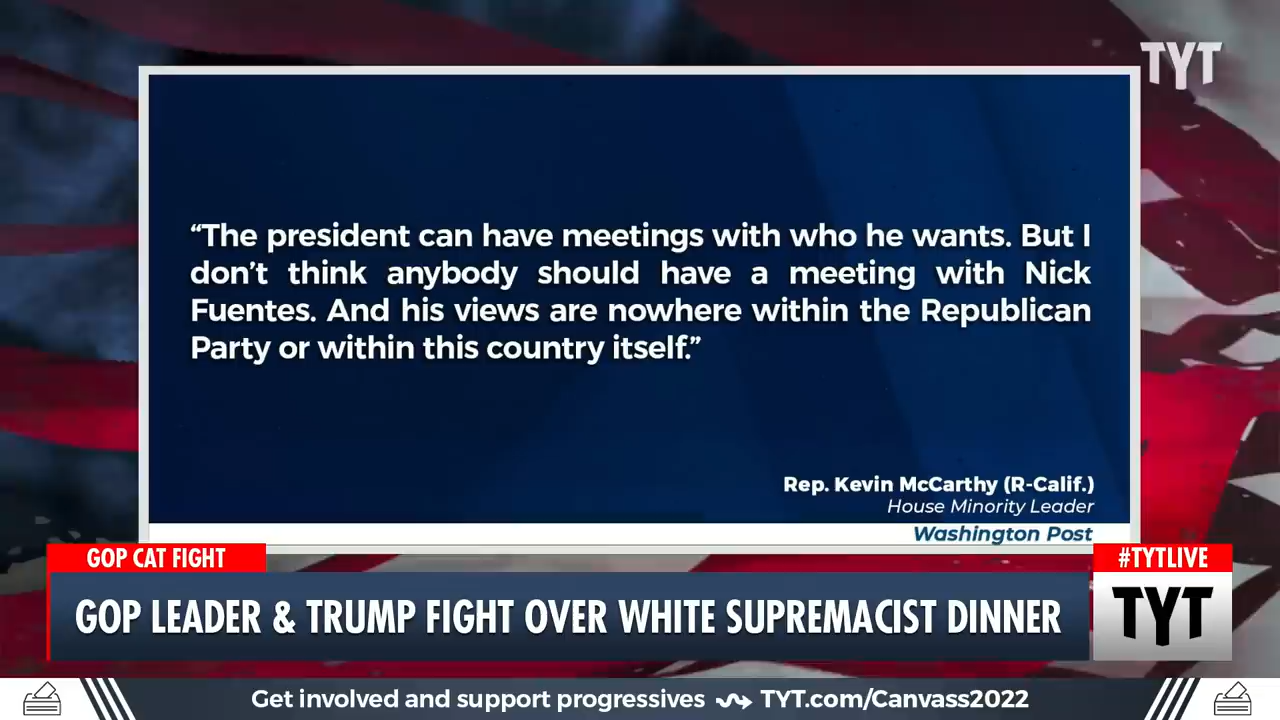 TYT
“The president can have meetings with who he wants. But I
don’t think anybody should have a meeting with Nick
Fuentes. And his views are nowhere within the Republican
Party or within this country itself.”
Rep. Kevin McCarthy (R-Calif.)
House Minority Leader
Washington Post
GOP CAT FIGHT
#TYTLIVE
GOP LEADER & TRUMP FIGHT OVER WHITE SUPREMACIST DINNER
TYT
Get involved and support progressives TYT.com/Canvass2022